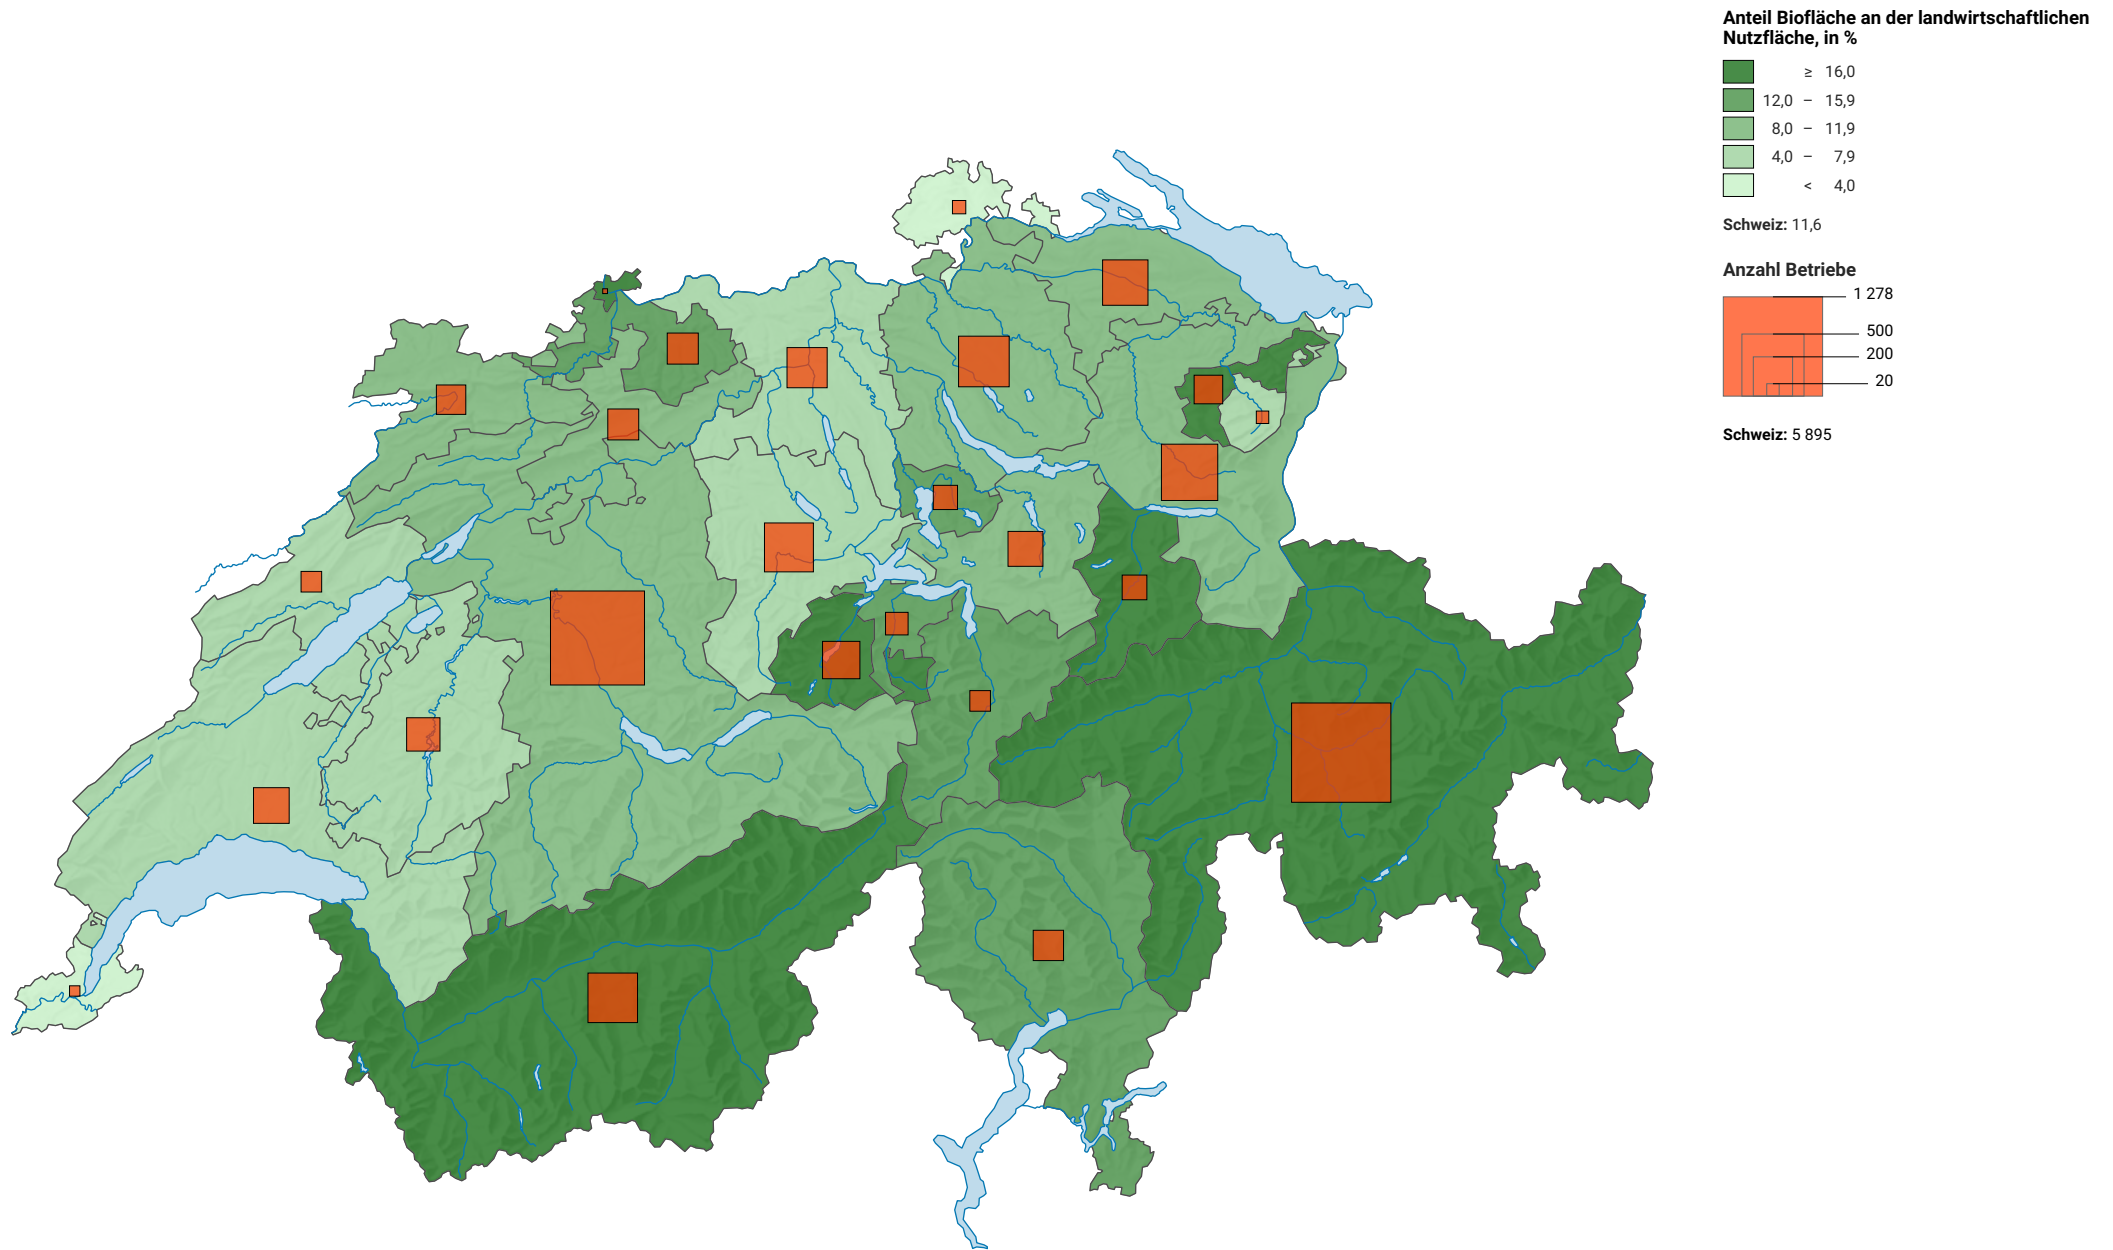 Anteil Biofläche an der landwirtschaftlichen
Nutzfläche, in %
≥ 16,0
12,0 – 15,9
8,0 – 11,9
4,0 – 7,9
< 4,0
Schweiz: 11,6
Anzahl Betriebe
1 278
500
200
20
Schweiz: 5 895